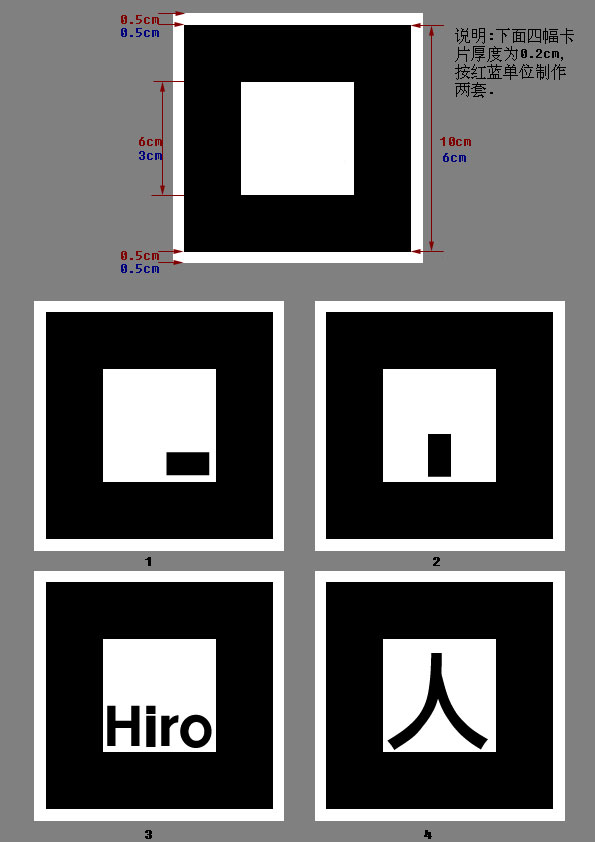 0.5cm
0.5cm
说明:下面四幅卡
片厚度为0.2cm,
按红蓝单位制作
两套.
6cm
3cm
10cm
6cm
0.5cm
0.5cm
1
2
Hiro
人
3
4